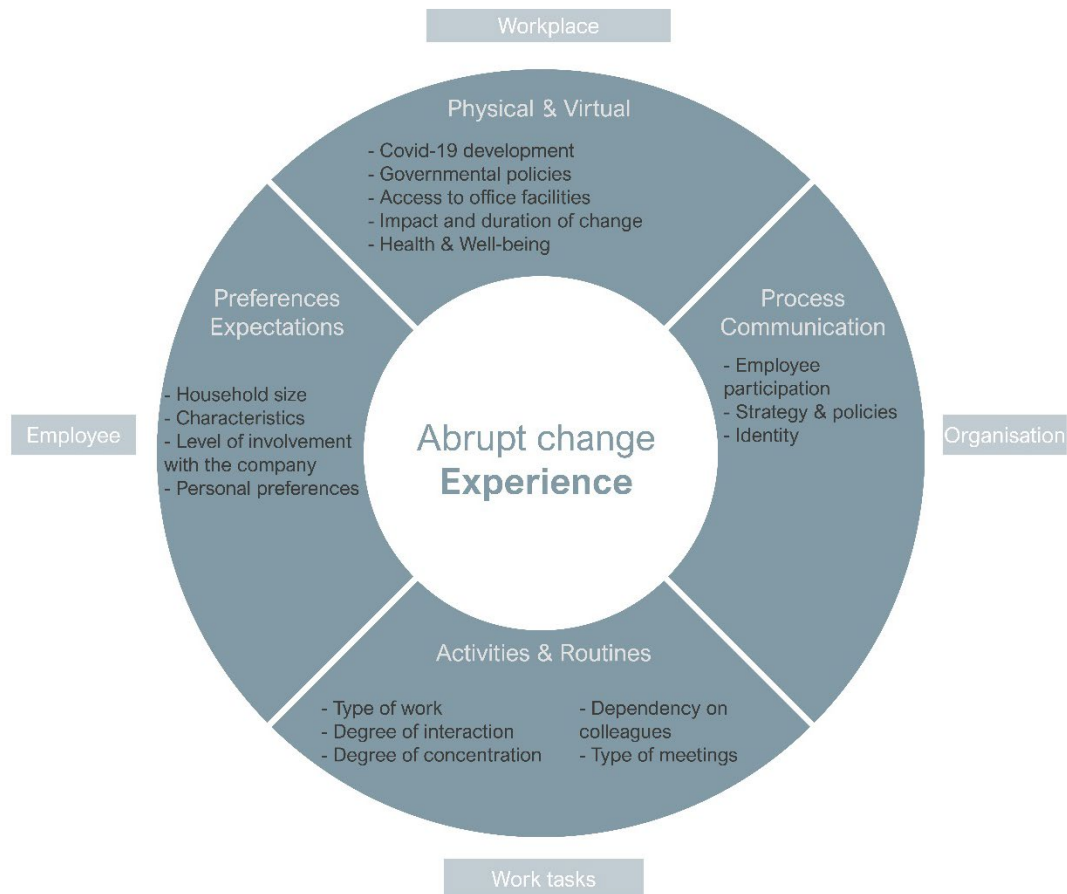 Workplace
Physical & Virtual
- Covid-19 development
- Governmental policies
- Access to office facilities
- Impact and duration of change
- Health & Well-being
Preferences
Expectations
- Household size
- Characteristics
- Level of involvement
with the company
- Personal preferences
Employee
Abrupt change
Experience
Process
Communication
- Employee
participation
- Strategy & policies
- Identity
Organisation
Activities & Routines
- Type of work
- Degree of interaction
- Degree of concentration
- Dependency on
colleagues
- Type of meetings
Work tasks